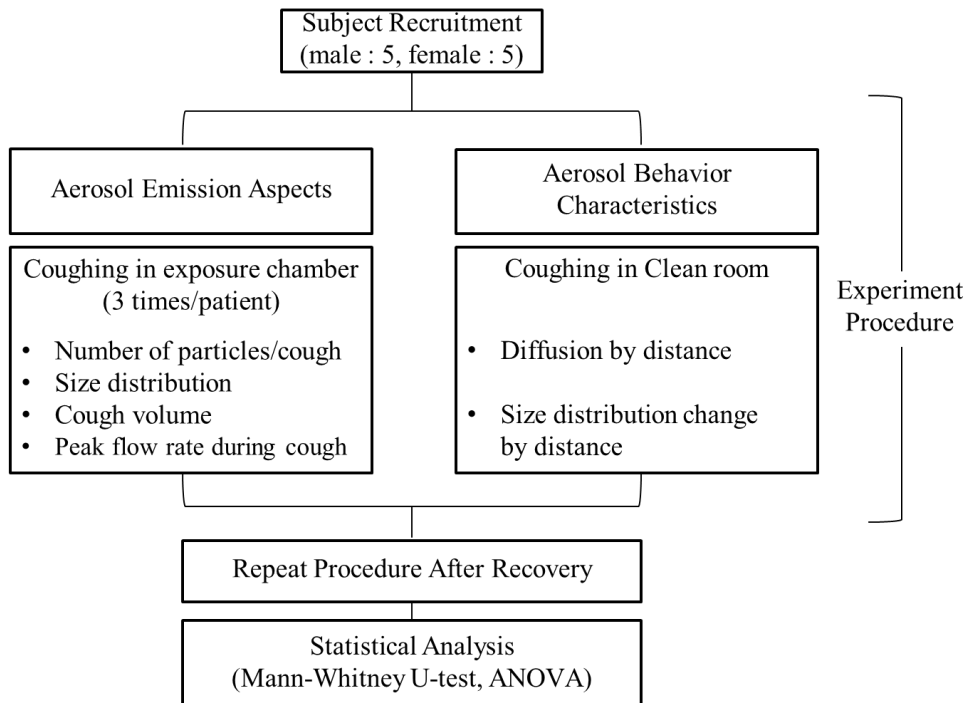 Subject Recruitment
(male : 5, female : 5)
Aerosol Emission Aspects
Aerosol Behavior
Characteristics
Coughing in exposure chamber
(3 times/patient)
• Number of particles/cough
• Size distribution
• Cough volume
• Peak flow rate during cough
Coughing in Clean room
• Diffusion by distance
• Size distribution change
by distance
Experiment
Procedure
Repeat Procedure After Recovery
Statistical Analysis
(Mann-Whitney U-test, ANOVA)